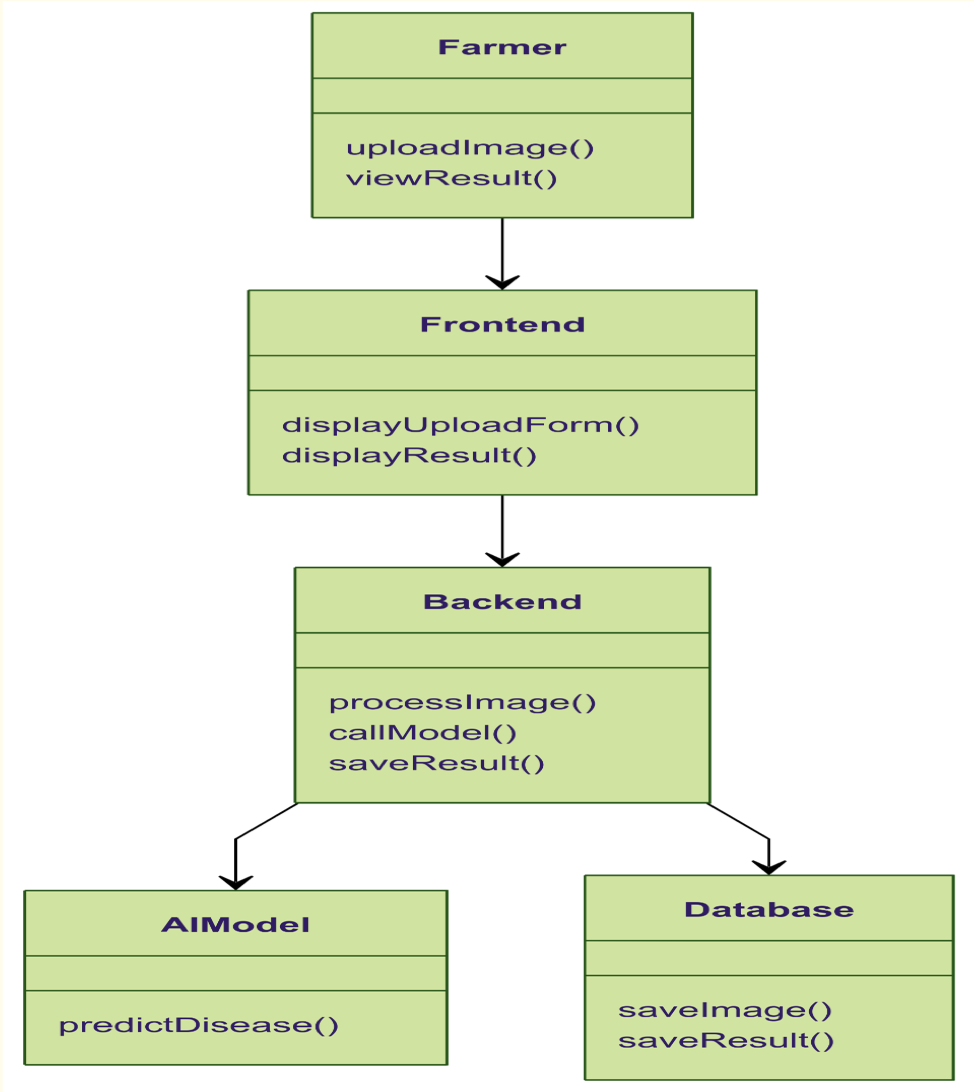 Farmer
uploadImage()
viewResult()
Frontend
displayUploadForm()
displayResult()
Backend
processImage()
callModel()
saveResult()
AIModel
predictDisease()
Database
saveImage()
saveResult()